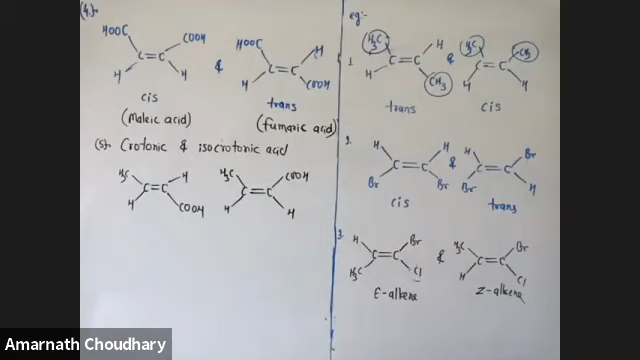 (4).
HOOC COOH
C=C
H H
cis
(Maleic acid)
&
HOOC H
C=C
H COOH
trans
(fumaric acid)
(5). Crotonic & isocrotonic acid
H₃C H
C=C
H COOH
H₃C COOH
C=C
H H
eg:-
1.
H₃C H
C=C
H CH₃
trans
&
H₃C CH₃
C=C
H H
cis
2.
H H
C=C
Br Br
cis
&
H Br
C=C
Br H
trans
3.
H Br
C=C
H₃C Cl
E-alkene
&
H₃C Br
C=C
H Cl
Z-alkene
Amarnath Choudhary